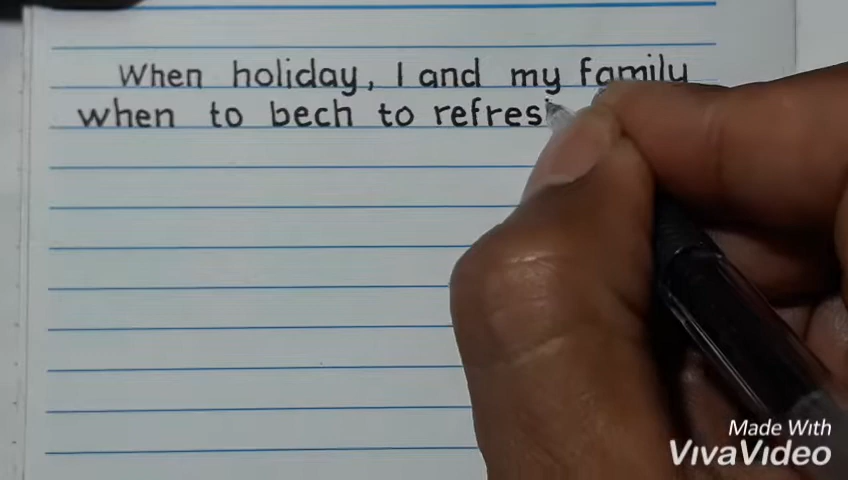 When holiday, I and my family
when to bech to refres
Made With
VivaVideo